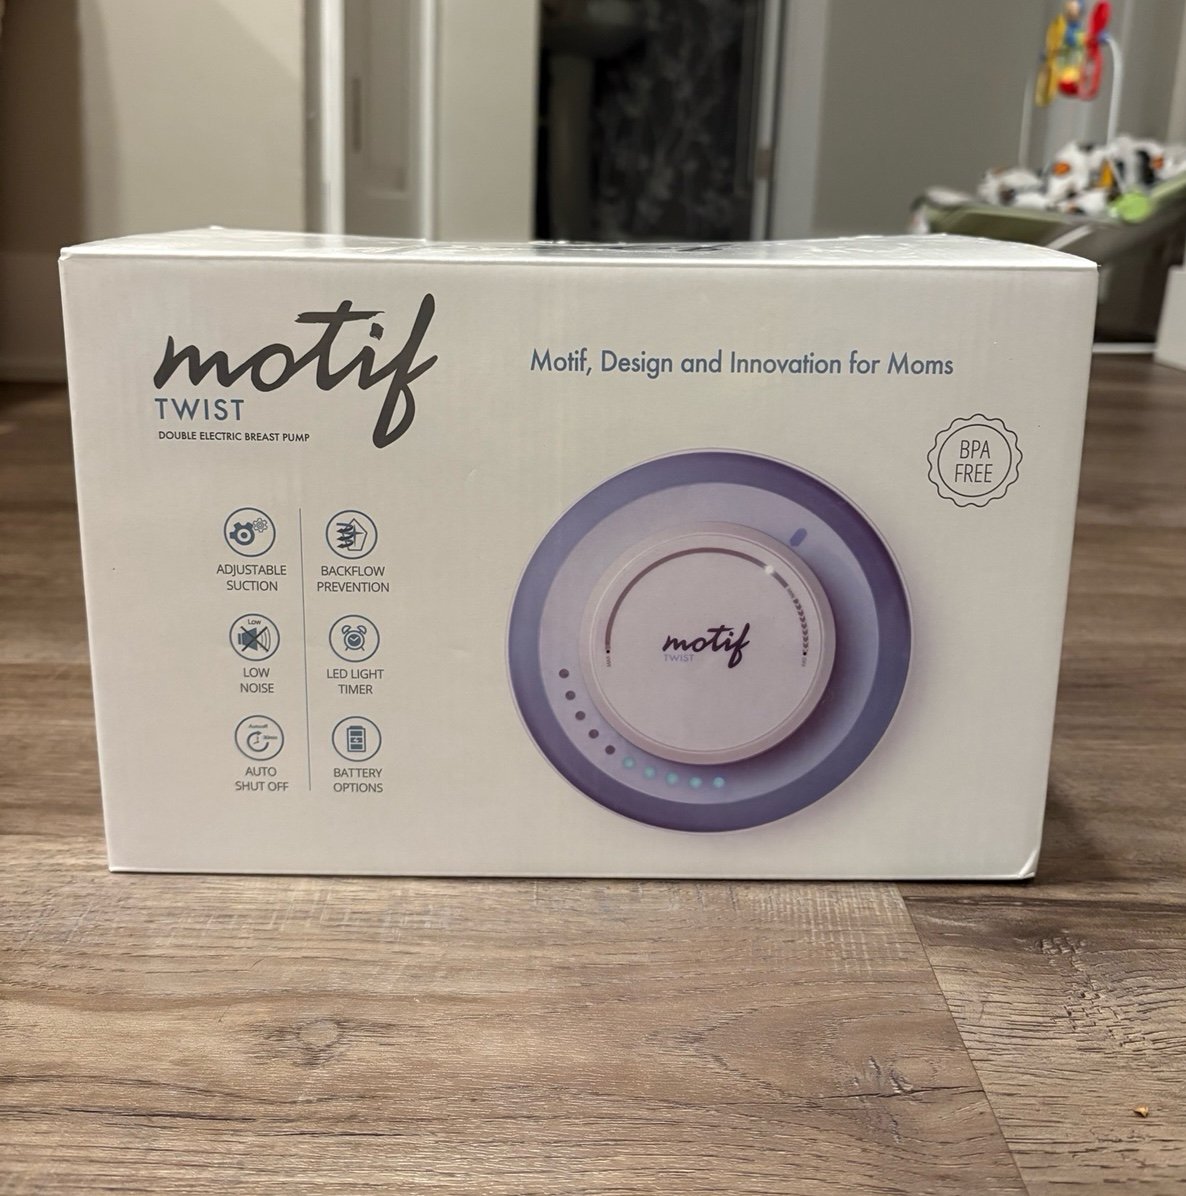 motif
TWIST
DOUBLE ELECTRIC BREAST PUMP
Motif, Design and Innovation for Moms
BPA
FREE
ADJUSTABLE
SUCTION
BACKFLOW
PREVENTION
Low
LOW
NOISE
LED LIGHT
TIMER
AUTO
SHUT OFF
BATTERY
OPTIONS
motif
TWIST